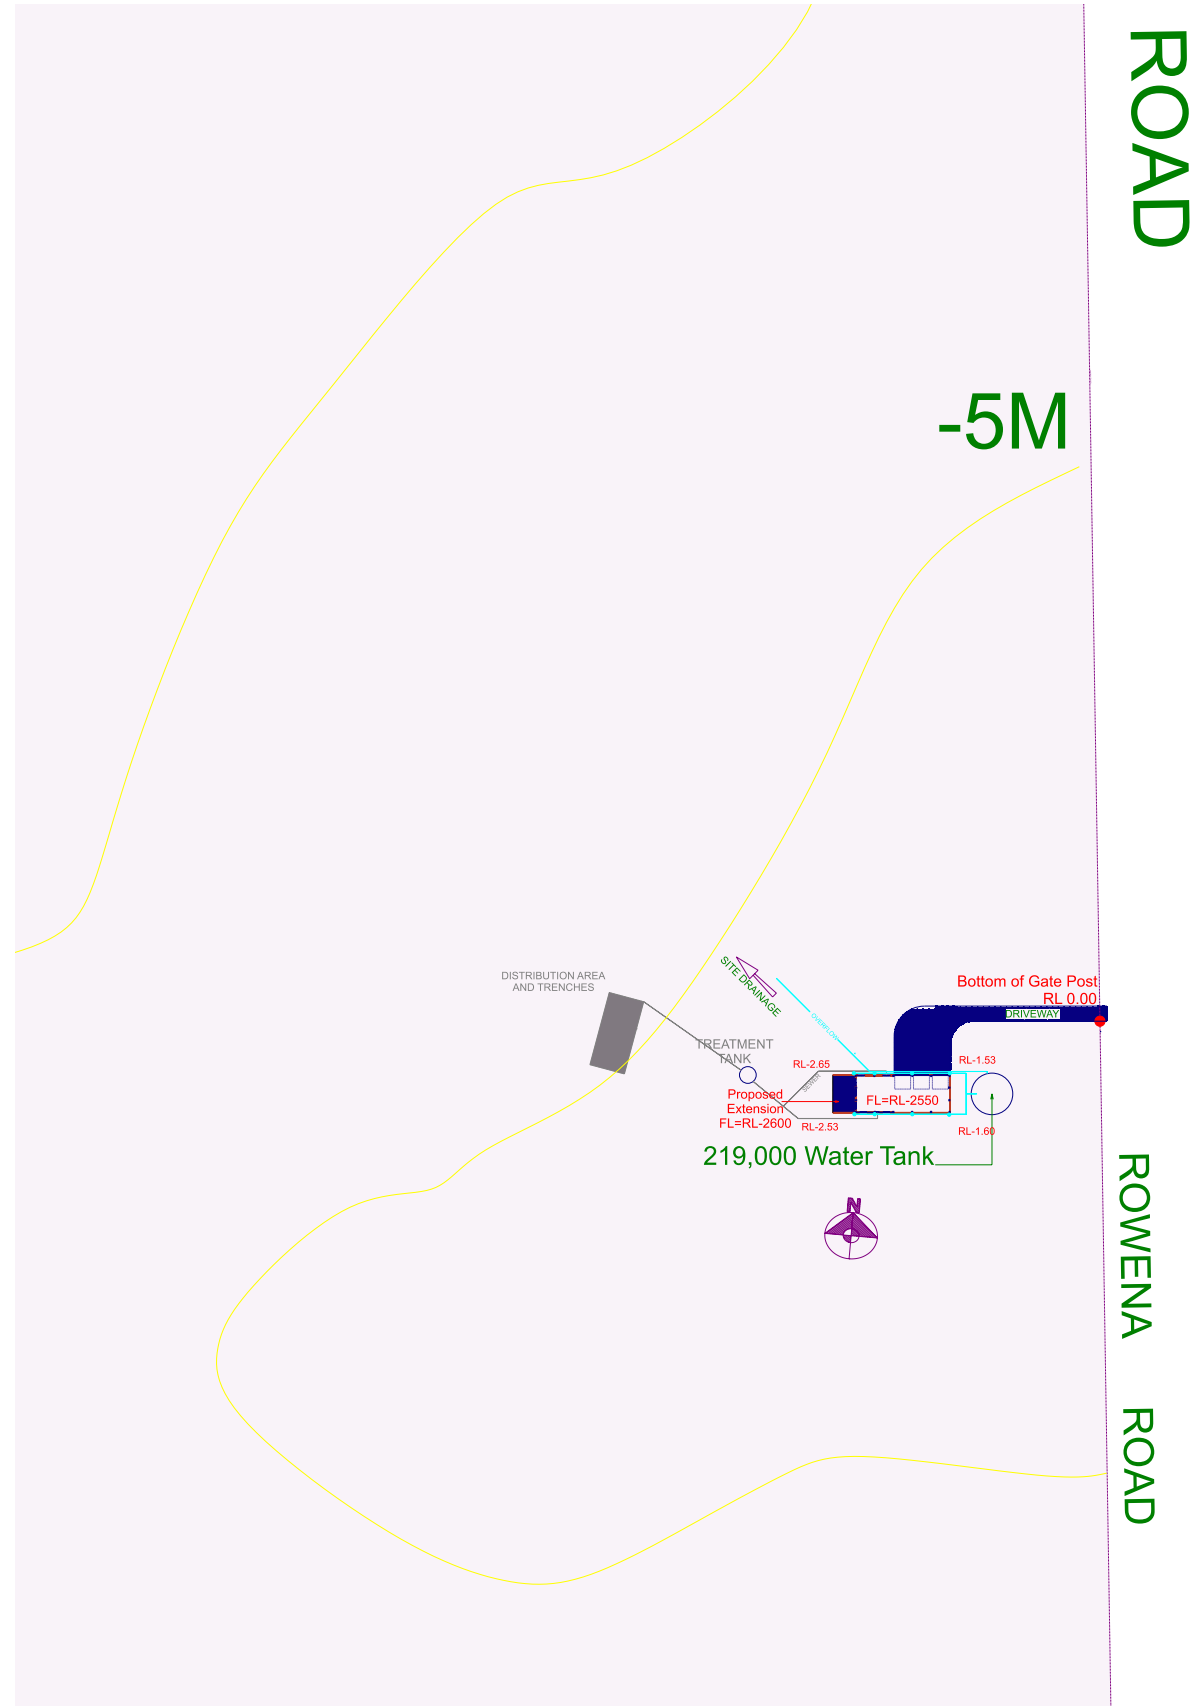 ROAD
-5M
DISTRIBUTION AREA
AND TRENCHES
SITE DRAINAGE
Bottom of Gate Post
RL 0.00
DRIVEWAY
OVERFLOW
TREATMENT
TANK
RL-2.65
RL-1.53
SEWER
Proposed
Extension
FL=RL-2600
FL=RL-2550
RL-2.53
RL-1.60
219,000 Water Tank
N
ROWENA ROAD